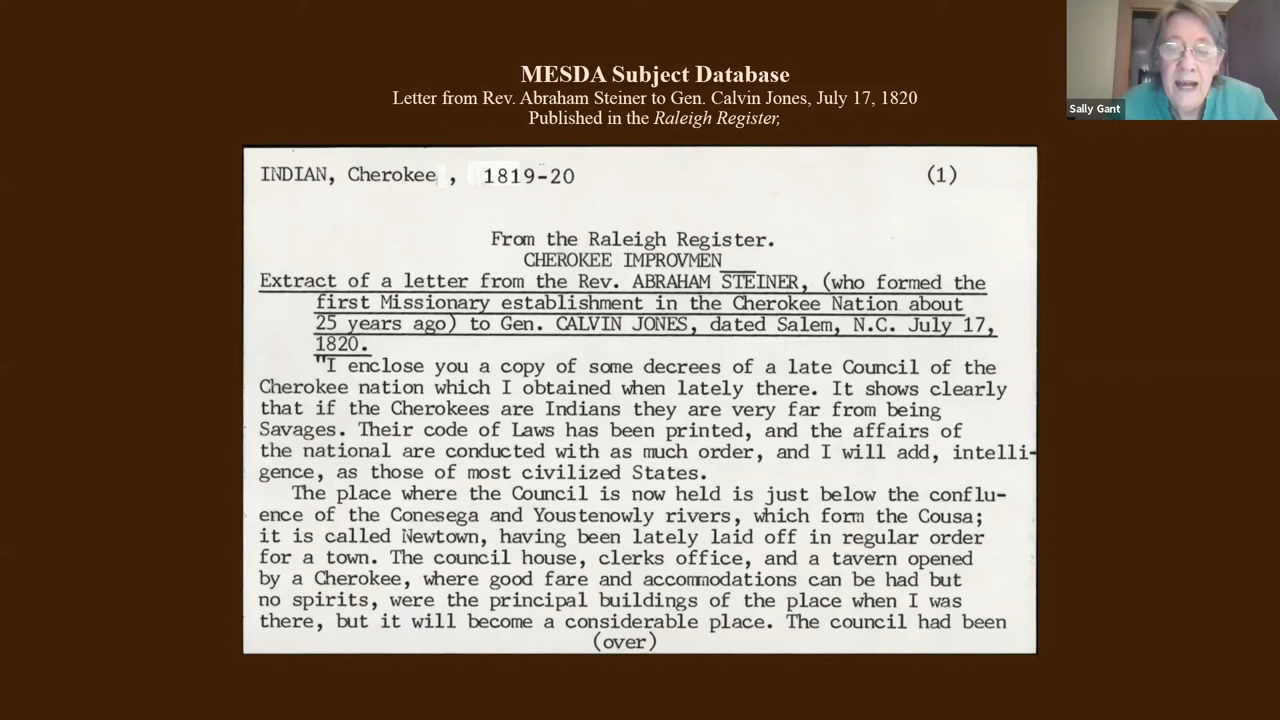 MESDA Subject Database
Letter from Rev. Abraham Steiner to Gen. Calvin Jones, July 17, 1820
Published in the Raleigh Register,
Sally Gant
INDIAN, Cherokee , 1819-20 (1)
From the Raleigh Register.
CHEROKEE IMPROVMEN
Extract of a letter from the Rev. ABRAHAM STEINER, (who formed the
first Missionary establishment in the Cherokee Nation about
25 years ago) to Gen. CALVIN JONES, dated Salem, N.C. July 17,
1820.
"I enclose you a copy of some decrees of a late Council of the
Cherokee nation which I obtained when lately there. It shows clearly
that if the Cherokees are Indians they are very far from being
Savages. Their code of Laws has been printed, and the affairs of
the national are conducted with as much order, and I will add, intelli-
gence, as those of most civilized States.
The place where the Council is now held is just below the conflu-
ence of the Conesega and Youstenowly rivers, which form the Cousa;
it is called Newtown, having been lately laid off in regular order
for a town. The council house, clerks office, and a tavern opened
by a Cherokee, where good fare and accommodations can be had but
no spirits, were the principal buildings of the place when I was
there, but it will become a considerable place. The council had been
(over)